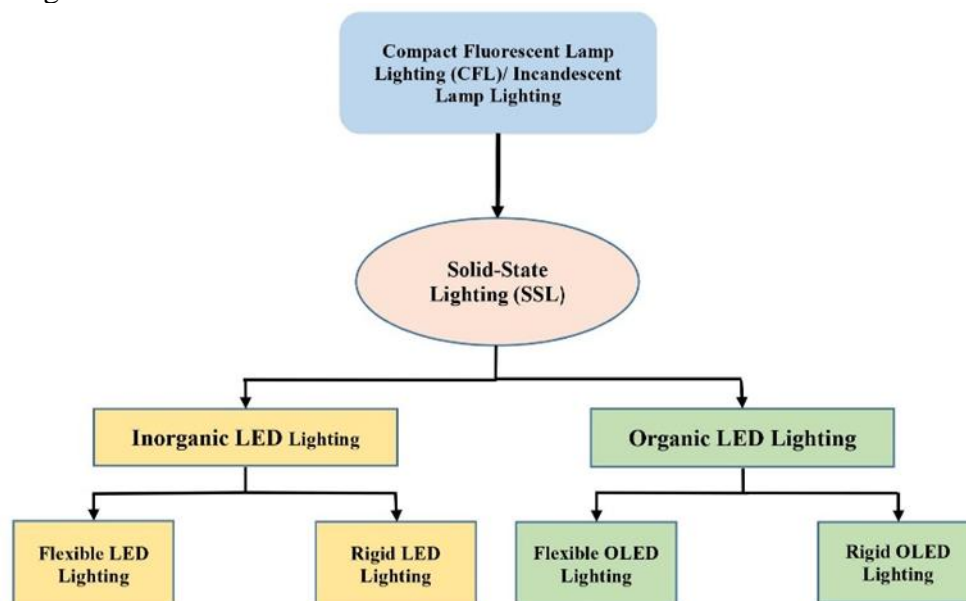 Compact Fluorescent Lamp
Lighting (CFL)/ Incandescent
Lamp Lighting
Solid-State
Lighting (SSL)
Inorganic LED Lighting
Organic LED Lighting
Flexible LED
Lighting
Rigid LED
Lighting
Flexible OLED
Lighting
Rigid OLED
Lighting